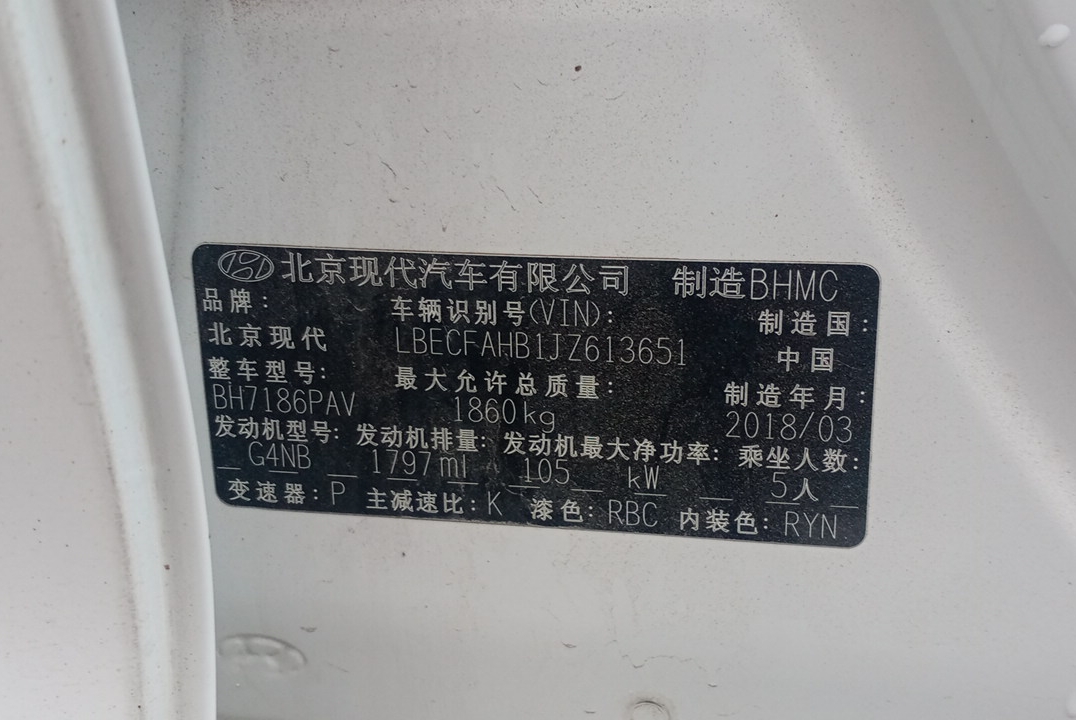 北京现代汽车有限公司 制造BHMC
品牌: 车辆识别号(VIN): 制造国:
北京现代 LBECFAHB1JZ613651 中国
整车型号: 最大允许总质量: 制造年月:
BH7186PAV 1860kg 2018/03
发动机型号: 发动机排量: 发动机最大净功率: 乘坐人数:
G4NB 1797ml 105 kW 5人
变速器: P 主减速比: K 漆色: RBC 内装色: RYN